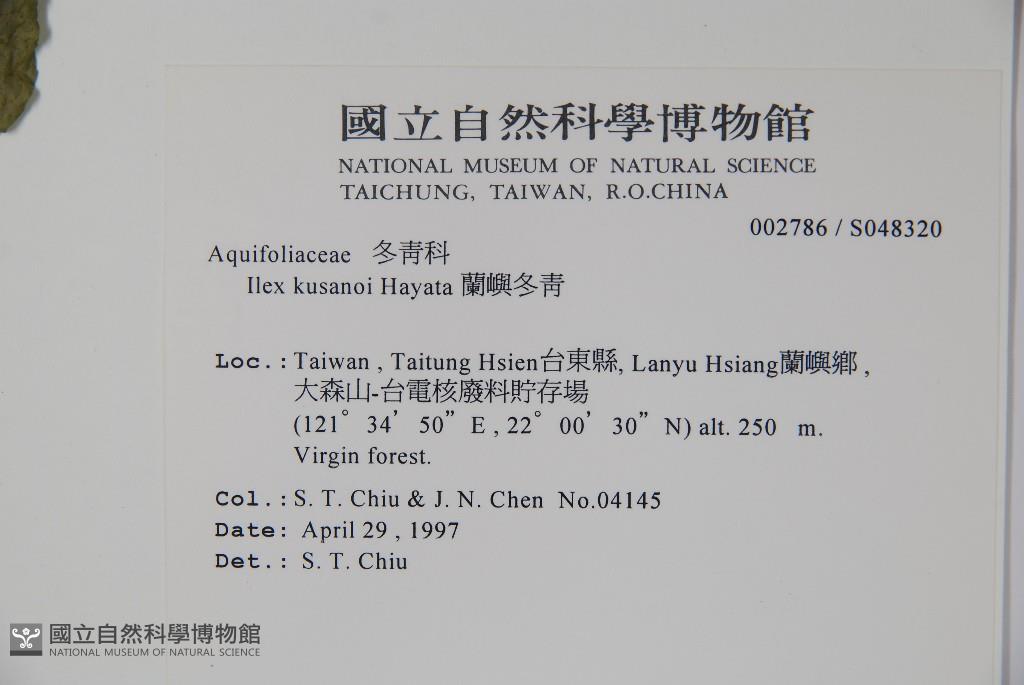 國立自然科學博物館
NATIONAL MUSEUM OF NATURAL SCIENCE
TAICHUNG, TAIWAN, R.O.CHINA
002786 / S048320
Aquifoliaceae 冬青科
Ilex kusanoi Hayata 蘭嶼冬青
Loc.: Taiwan , Taitung Hsien台東縣, Lanyu Hsiang蘭嶼鄉 ,
大森山-台電核廢料貯存場
(121° 34’ 50” E , 22° 00’ 30” N) alt. 250 m.
Virgin forest.
Col.: S. T. Chiu & J. N. Chen No.04145
Date: April 29 , 1997
Det.: S. T. Chiu
國立自然科學博物館
NATIONAL MUSEUM OF NATURAL SCIENCE